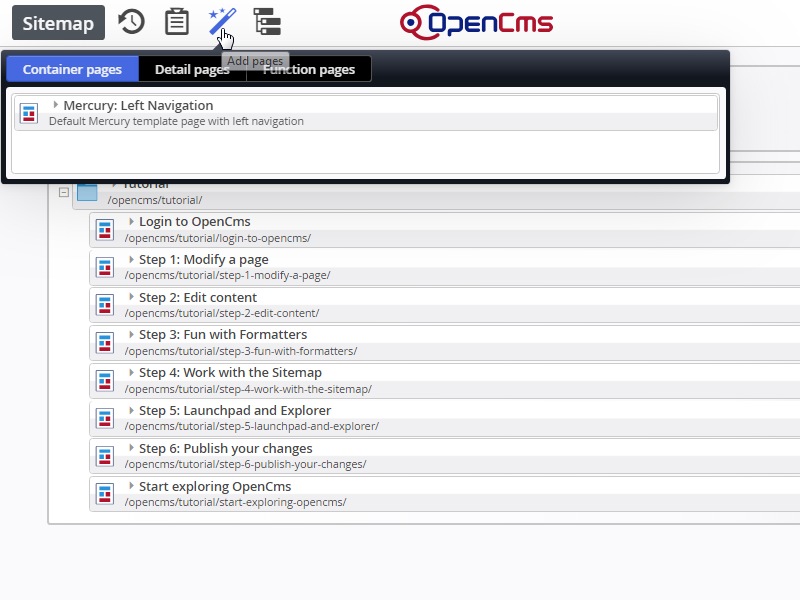 Sitemap
OpenCms
Add pages
Container pages
Detail pages
Function pages
Mercury: Left Navigation
Default Mercury template page with left navigation
Tutorial
/opencms/tutorial/
Login to OpenCms
/opencms/tutorial/login-to-opencms/
Step 1: Modify a page
/opencms/tutorial/step-1-modify-a-page/
Step 2: Edit content
/opencms/tutorial/step-2-edit-content/
Step 3: Fun with Formatters
/opencms/tutorial/step-3-fun-with-formatters/
Step 4: Work with the Sitemap
/opencms/tutorial/step-4-work-with-the-sitemap/
Step 5: Launchpad and Explorer
/opencms/tutorial/step-5-launchpad-and-explorer/
Step 6: Publish your changes
/opencms/tutorial/step-6-publish-your-changes/
Start exploring OpenCms
/opencms/tutorial/start-exploring-opencms/